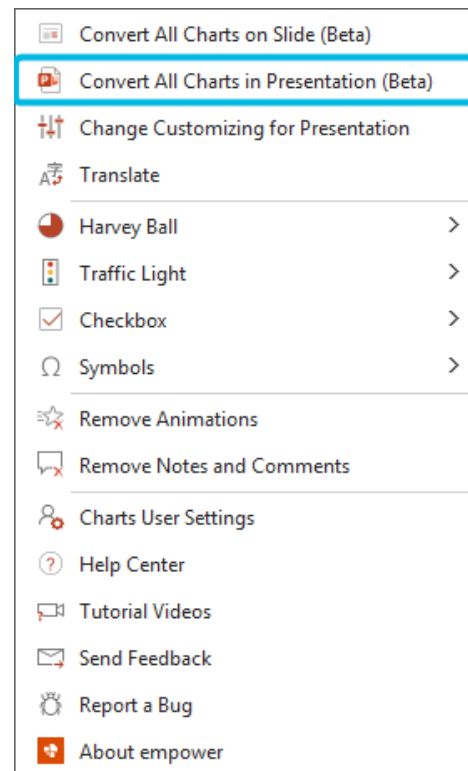 Convert All Charts on Slide (Beta)
Convert All Charts in Presentation (Beta)
Change Customizing for Presentation
Translate
Harvey Ball
Traffic Light
Checkbox
Symbols
Remove Animations
Remove Notes and Comments
Charts User Settings
Help Center
Tutorial Videos
Send Feedback
Report a Bug
About empower